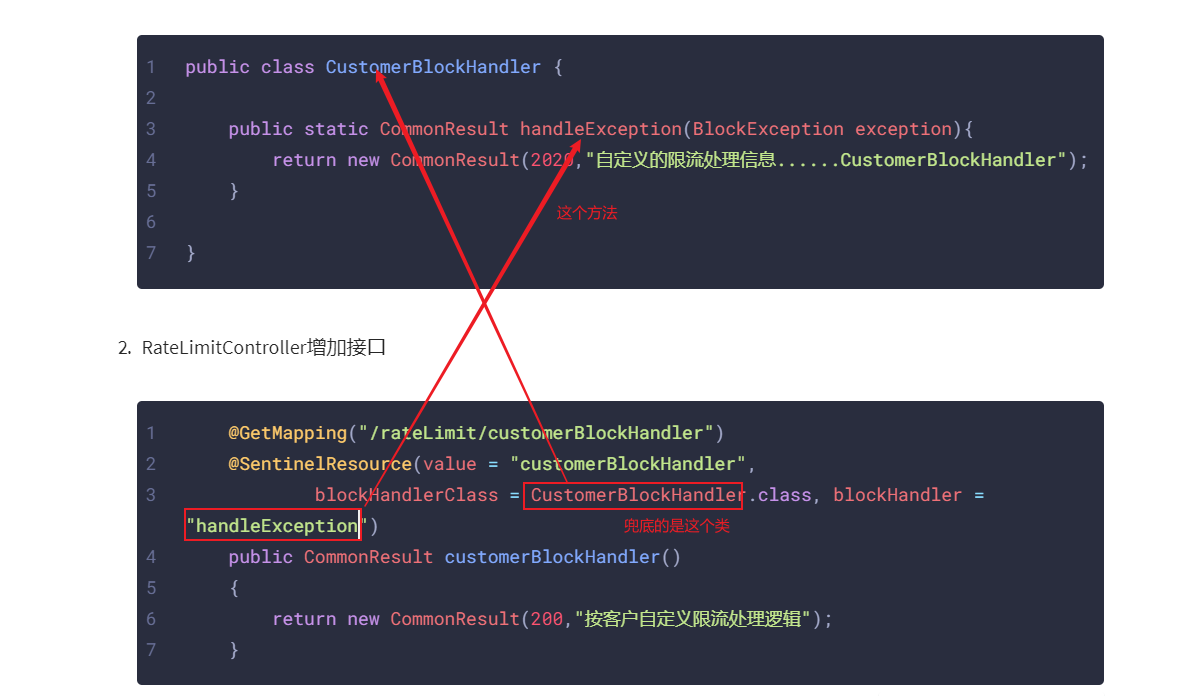 1 public class CustomerBlockHandler {
2
3 public static CommonResult handleException(BlockException exception){
4 return new CommonResult(2020,"自定义的限流处理信息......CustomerBlockHandler");
5 }
6
这个方法
7 }
2. RateLimitController增加接口
1 @GetMapping("/rateLimit/customerBlockHandler")
2 @SentinelResource(value = "customerBlockHandler",
3 blockHandlerClass = CustomerBlockHandler.class, blockHandler =
"handleException")
兜底的是这个类
4 public CommonResult customerBlockHandler()
5 {
6 return new CommonResult(200,"按客户自定义限流处理逻辑");
7 }